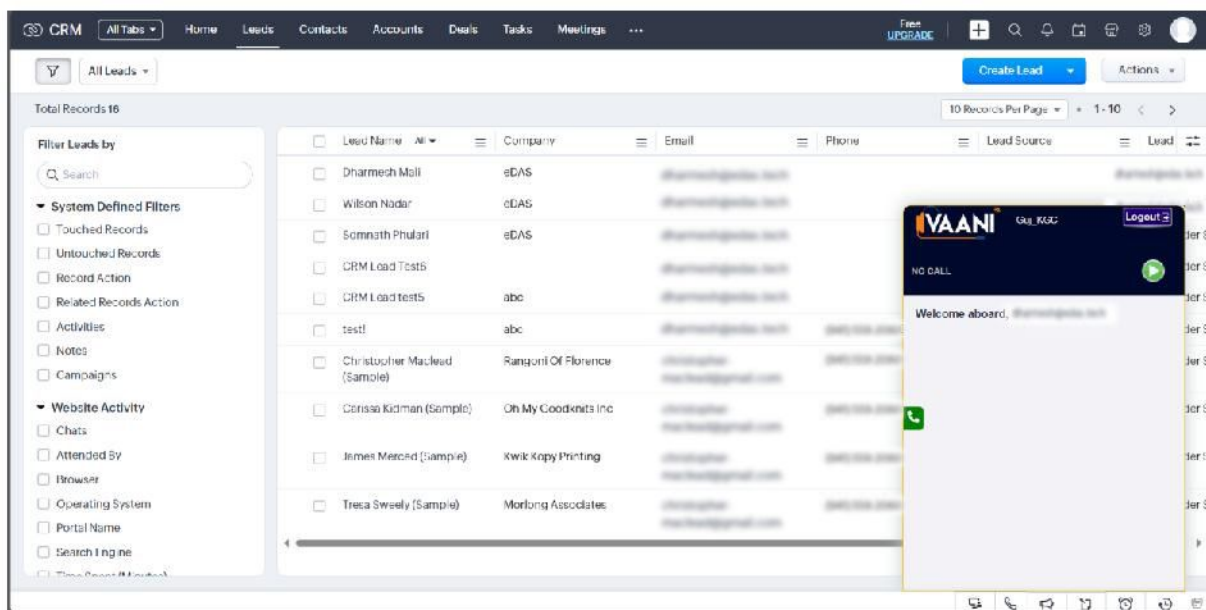 CRM All Tabs Home Leads Contacts Accounts Deals Tasks Meetings ... Free UPGRADE
All Leads Create Lead Actions
Total Records 16 10 Records Per Page 1 - 10
Filter Leads by
Search
System Defined Filters
Touched Records
Untouched Records
Record Action
Related Records Action
Activities
Notes
Campaigns
Website Activity
Chats
Attended By
Browser
Operating System
Portal Name
Search Engine
Lead Name All Company Email Phone Lead Source Lead
Dharmesh Mali eDAS
Wilson Nadar eDAS
Somnath Phulari eDAS
CRM Lead Test6
CRM Lead test5 abc
test! abc
Christopher Maclead Rangoni Of Florence
(Sample)
Carissa Kidman (Sample) Oh My Goodknits Inc
James Merced (Sample) Kwik Kopy Printing
Tresa Sweely (Sample) Morlong Associates
VAANI Guj_KGC Logout
NO CALL
Welcome aboard,